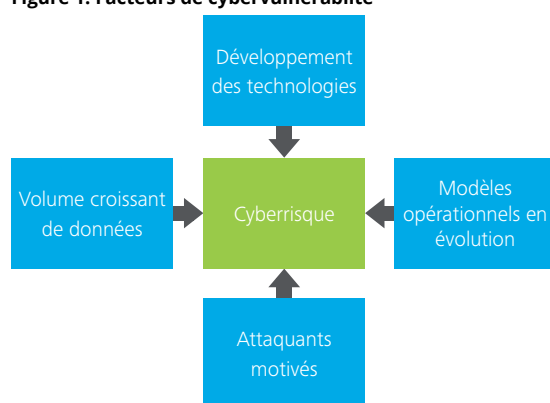 Figure 1. Facteurs de cybervulnérabilité
Développement
des technologies
Volume croissant
de données
Cyberrisque
Modèles
opérationnels en
évolution
Attaquants
motivés